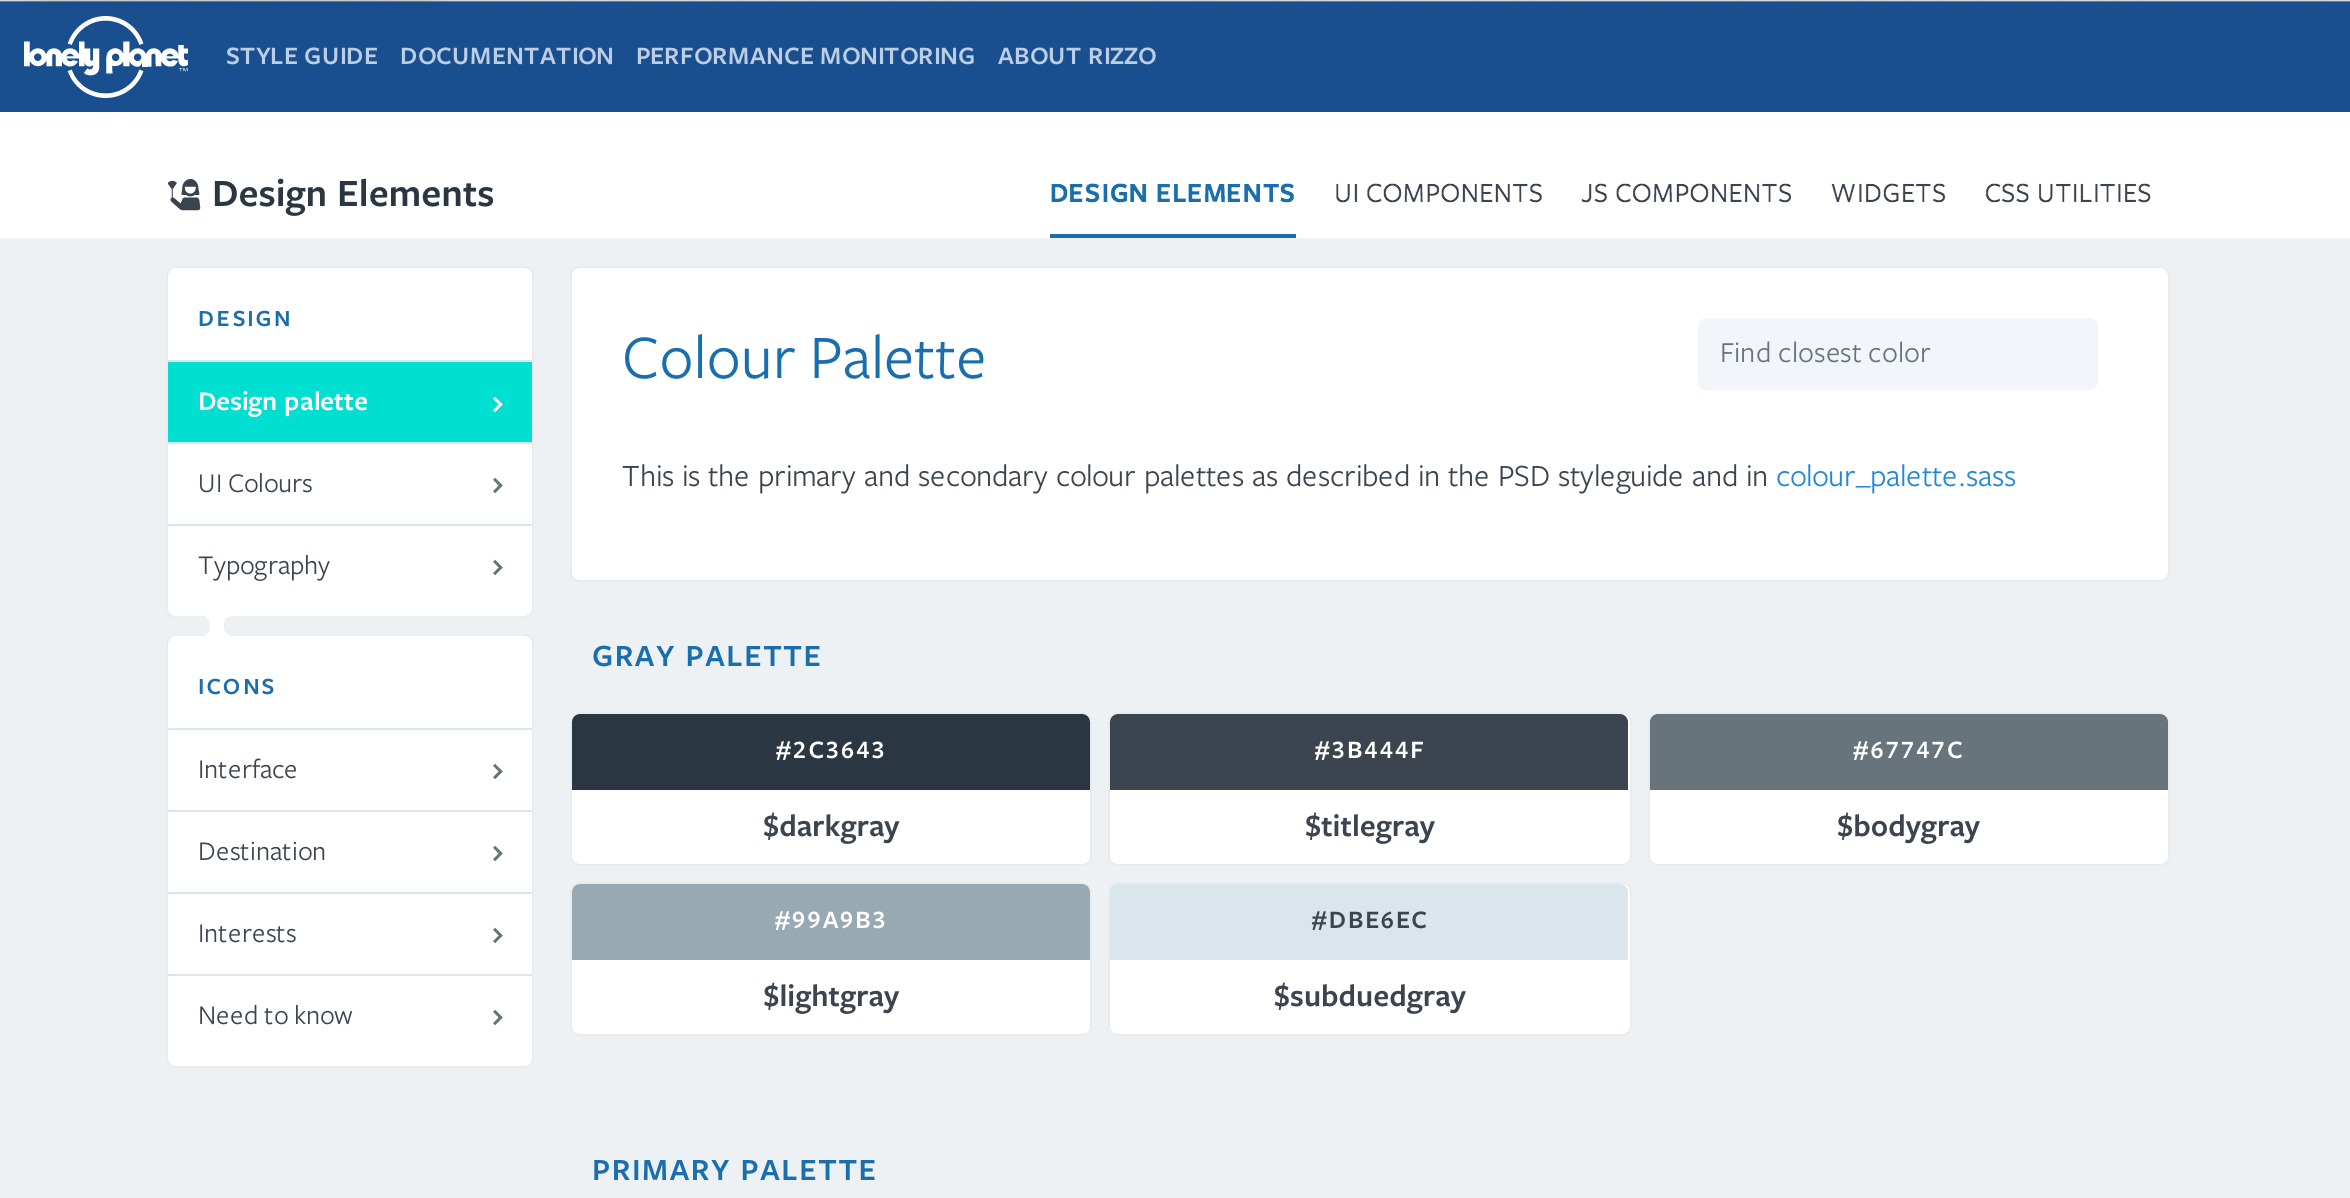 lonely planet™ STYLE GUIDE DOCUMENTATION PERFORMANCE MONITORING ABOUT RIZZO
Design Elements DESIGN ELEMENTS UI COMPONENTS JS COMPONENTS WIDGETS CSS UTILITIES
DESIGN
Design palette
UI Colours
Typography
ICONS
Interface
Destination
Interests
Need to know
Colour Palette
Find closest color
This is the primary and secondary colour palettes as described in the PSD styleguide and in colour_palette.sass
GRAY PALETTE
#2C3643 #3B444F #67747C
$darkgray $titlegray $bodygray
#99A9B3 #DBE6EC
$lightgray $subduedgray
PRIMARY PALETTE